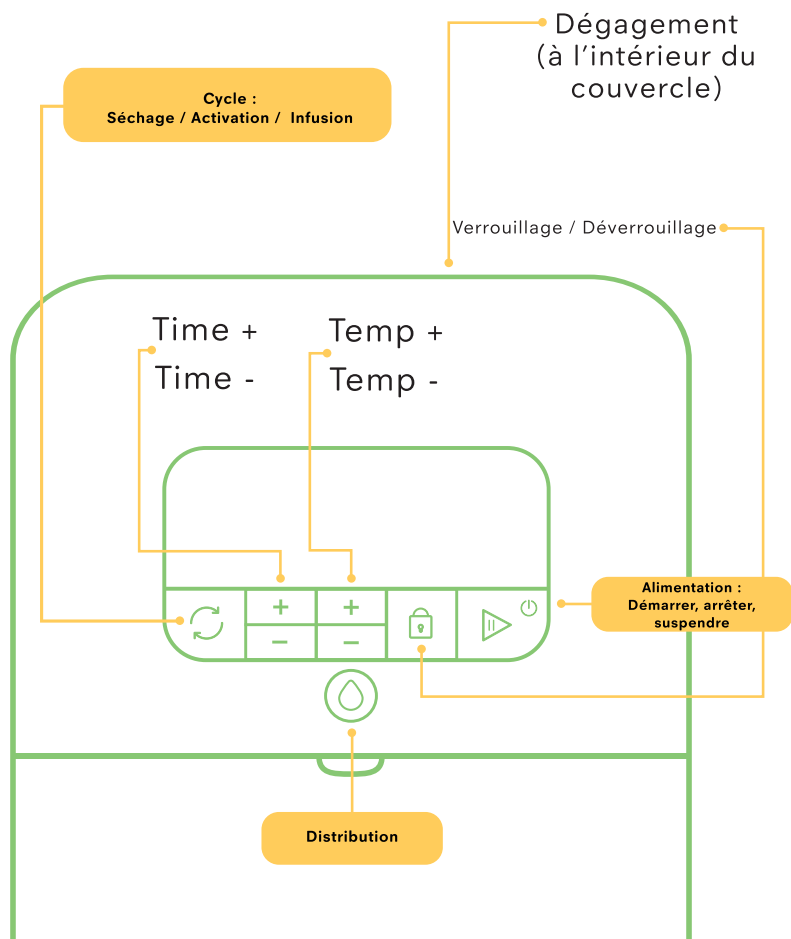 Dégagement
(à l’intérieur du
couvercle)
Cycle :
Séchage / Activation / Infusion
Verrouillage / Déverrouillage
Time +
Time -
Temp +
Temp -
+
−
+
−
Alimentation :
Démarrer, arrêter,
suspendre
Distribution